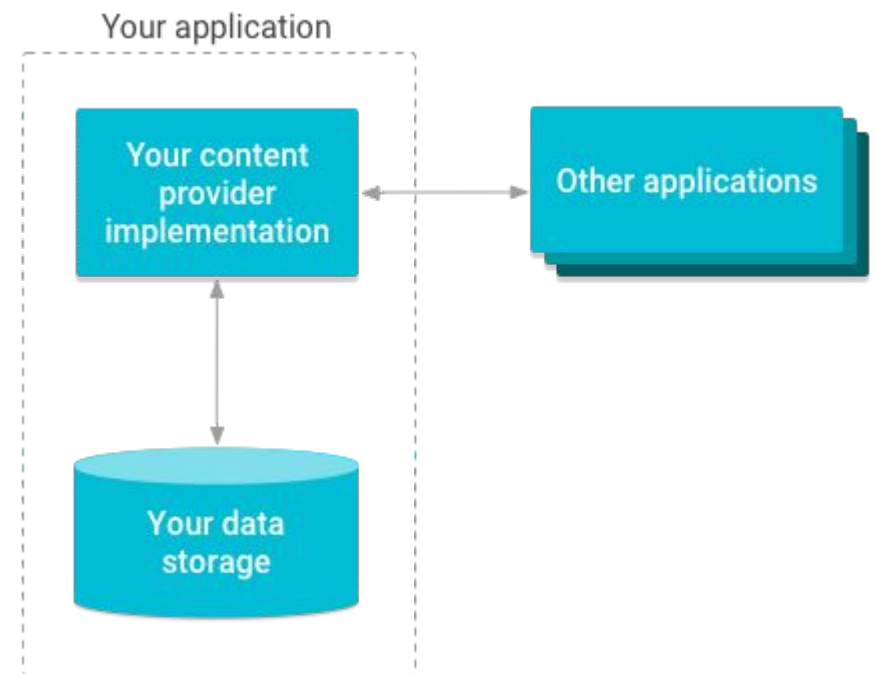 Your application
Your content
provider
implementation
Other applications
Your data
storage